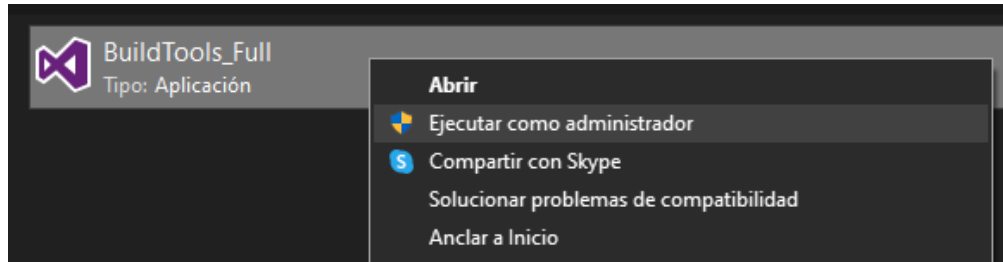 BuildTools_Full
Tipo: Aplicación
Abrir
Ejecutar como administrador
Compartir con Skype
Solucionar problemas de compatibilidad
Anclar a Inicio